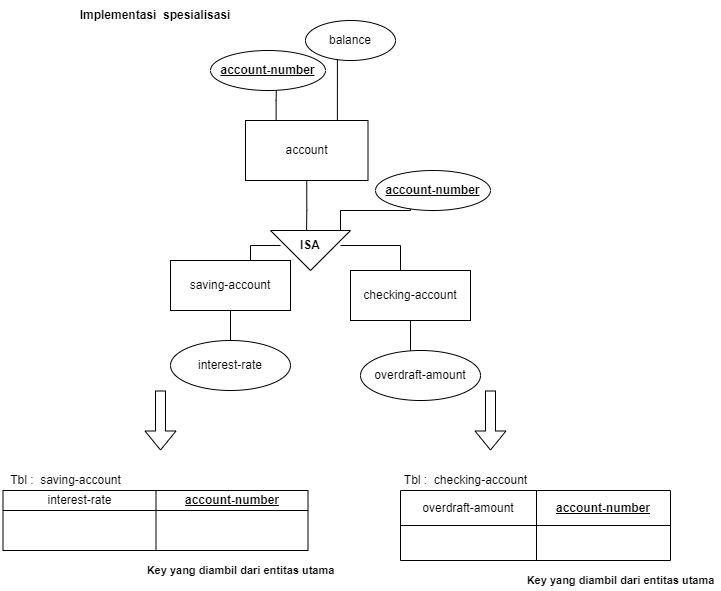 Implementasi spesialisasi
balance
account-number
account
account-number
ISA
saving-account
checking-account
interest-rate
overdraft-amount
Tbl : saving-account
interest-rate account-number
Key yang diambil dari entitas utama
Tbl : checking-account
overdraft-amount account-number
Key yang diambil dari entitas utama